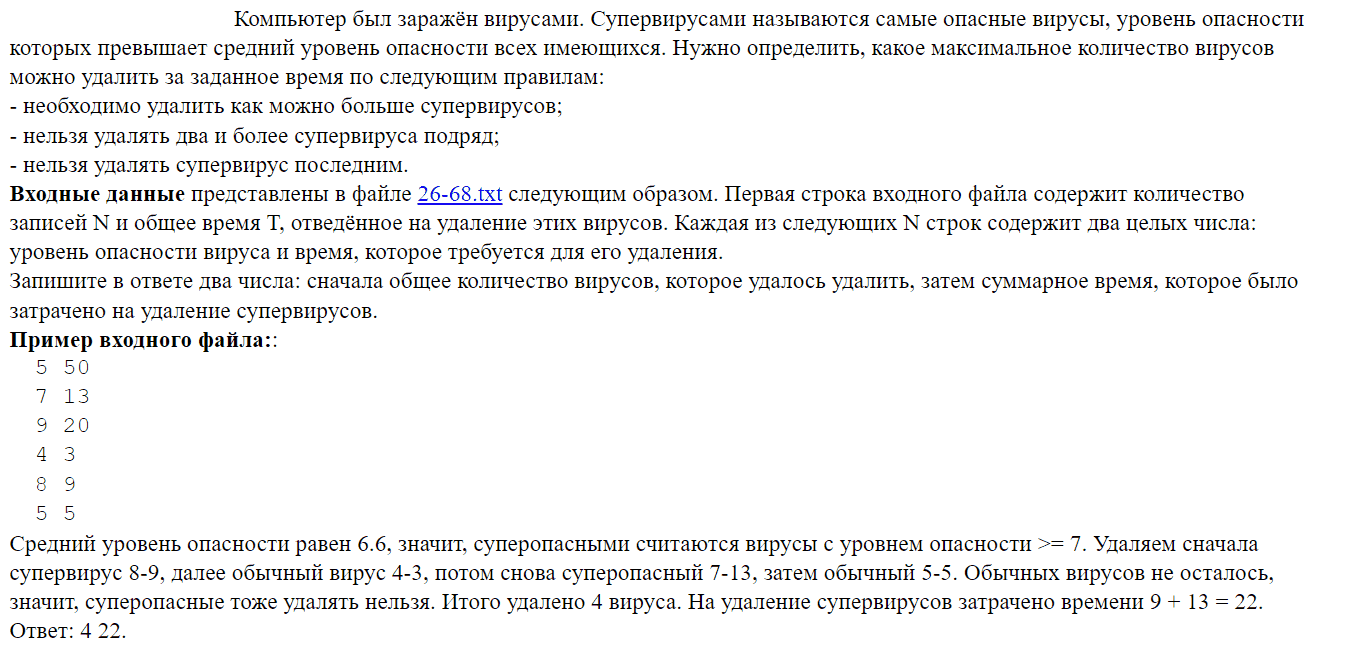 Компьютер был заражён вирусами. Супервирусами называются самые опасные вирусы, уровень опасности
которых превышает средний уровень опасности всех имеющихся. Нужно определить, какое максимальное количество вирусов
можно удалить за заданное время по следующим правилам:
- необходимо удалить как можно больше супервирусов;
- нельзя удалять два и более супервируса подряд;
- нельзя удалять супервирус последним.
Входные данные представлены в файле 26-68.txt следующим образом. Первая строка входного файла содержит количество
записей N и общее время T, отведённое на удаление этих вирусов. Каждая из следующих N строк содержит два целых числа:
уровень опасности вируса и время, которое требуется для его удаления.
Запишите в ответе два числа: сначала общее количество вирусов, которое удалось удалить, затем суммарное время, которое было
затрачено на удаление супервирусов.
Пример входного файла::
5 50
7 13
9 20
4 3
8 9
5 5
Средний уровень опасности равен 6.6, значит, суперопасными считаются вирусы с уровнем опасности >= 7. Удаляем сначала
супервирус 8-9, далее обычный вирус 4-3, потом снова суперопасный 7-13, затем обычный 5-5. Обычных вирусов не осталось,
значит, суперопасные тоже удалять нельзя. Итого удалено 4 вируса. На удаление супервирусов затрачено времени 9 + 13 = 22.
Ответ: 4 22.